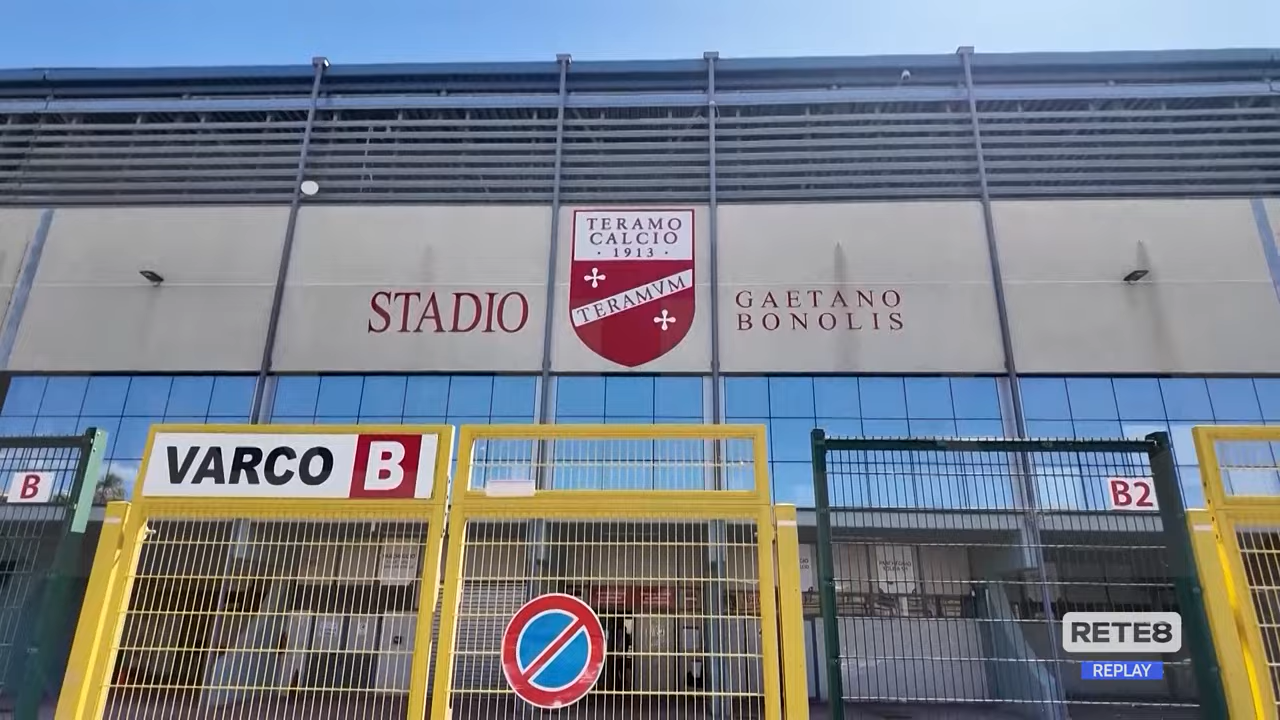 TERAMO
CALCIO
· 1913 ·
TERAMVM
STADIO
GAETANO
BONOLIS
VARCO B
B
B2
RETE8
REPLAY